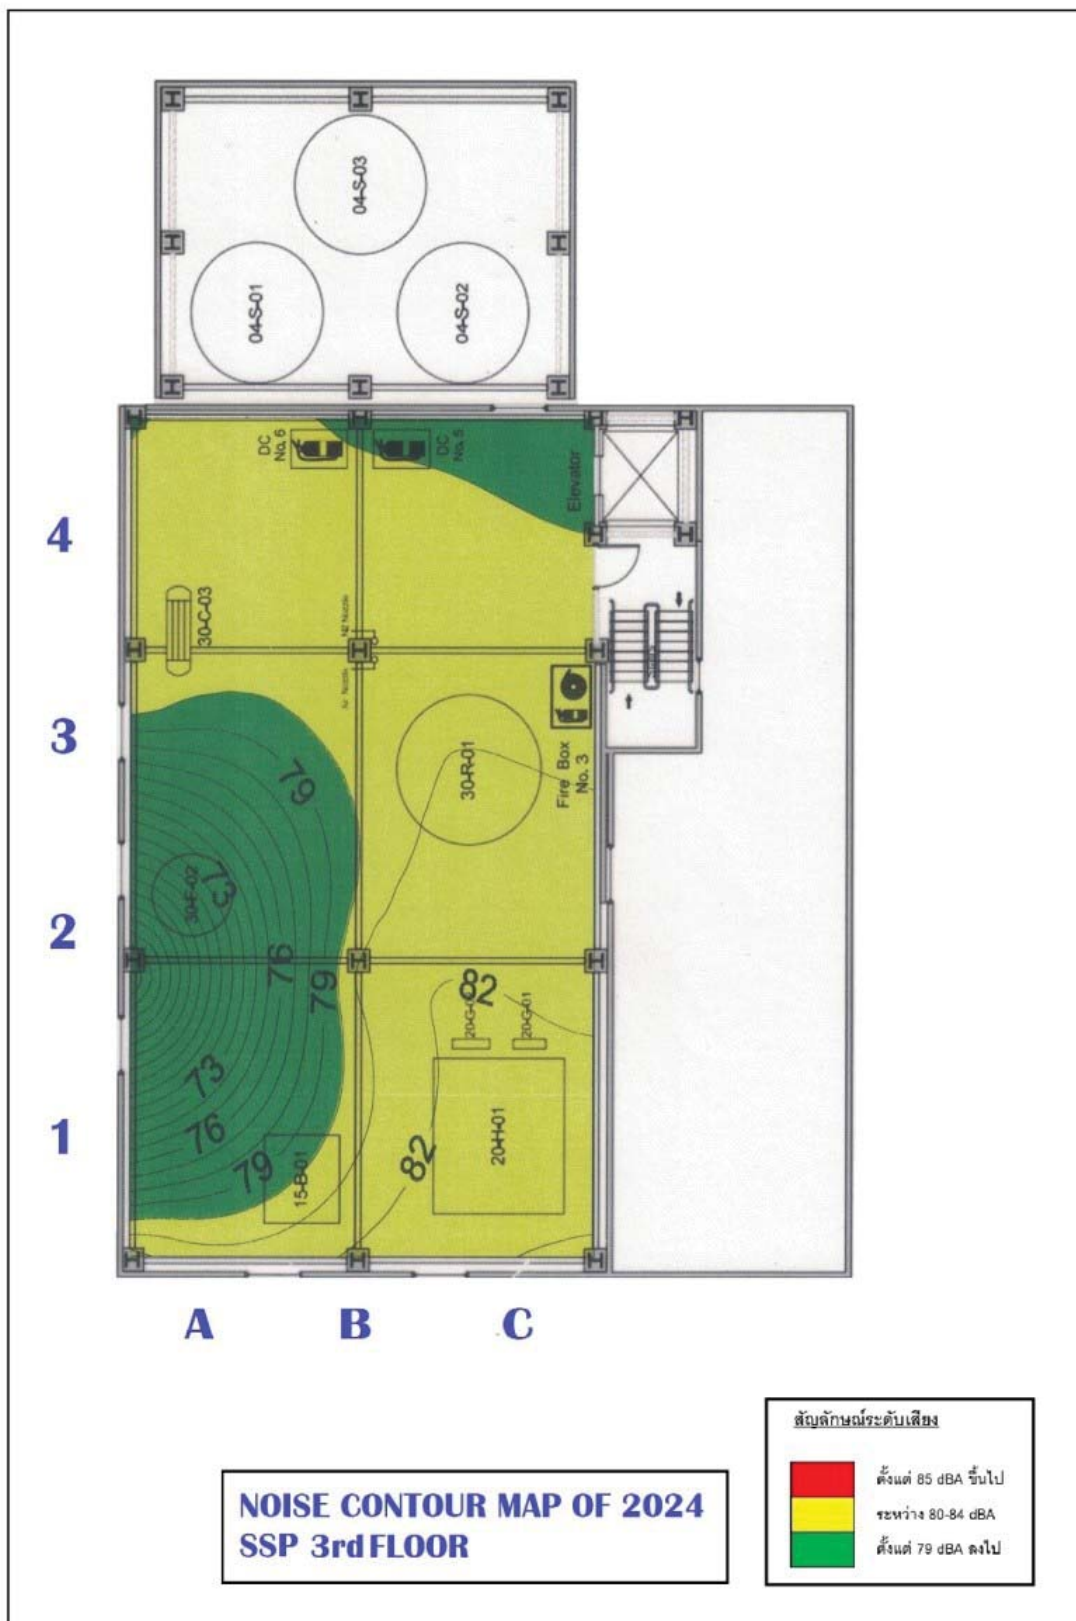 04-S-03
04-S-01
04-S-02
DC
No. 6
DC
No. 5
Elevator
4
30-C-03
N2 Nozzle
Air Nozzle
3
79
30-R-01
Fire Box
No. 3
73
2
76
79
82
20-G-01
73
1
76
79
82
20-H-01
15-B-01
A
B
C
NOISE CONTOUR MAP OF 2024
SSP 3rd FLOOR
สัญลักษณ์ระดับเสียง
ตั้งแต่ 85 dBA ขึ้นไป
ระหว่าง 80-84 dBA
ตั้งแต่ 79 dBA ลงไป